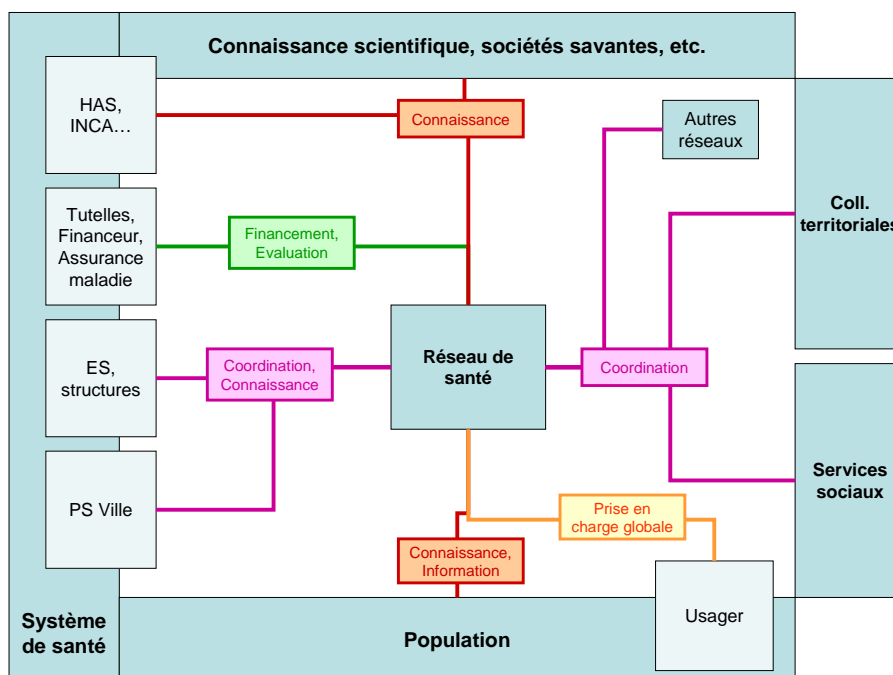 Connaissance scientifique, sociétés savantes, etc.
HAS,
INCA…
Connaissance
Autres
réseaux
Tutelles,
Financeur,
Assurance
maladie
Financement,
Evaluation
Coll.
territoriales
ES,
structures
Coordination,
Connaissance
Réseau de
santé
Coordination
PS Ville
Prise en
charge globale
Services
sociaux
Connaissance,
Information
Système
de santé
Population
Usager